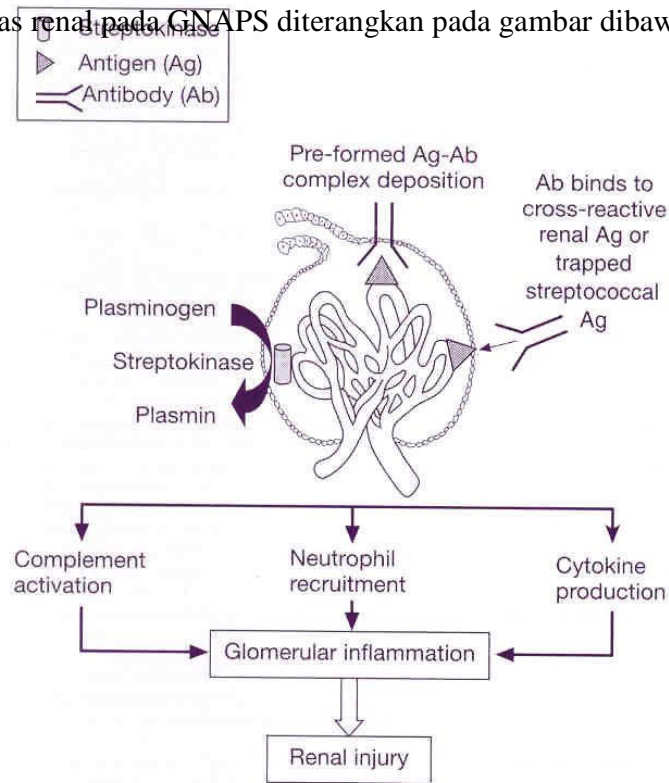 as renal pada GNAPS diterangkan pada gambar dibaw
Streptokinase
Antigen (Ag)
Antibody (Ab)
Pre-formed Ag-Ab
complex deposition
Ab binds to
cross-reactive
renal Ag or
trapped
streptococcal
Ag
Plasminogen
Streptokinase
Plasmin
Complement
activation
Neutrophil
recruitment
Cytokine
production
Glomerular inflammation
Renal injury